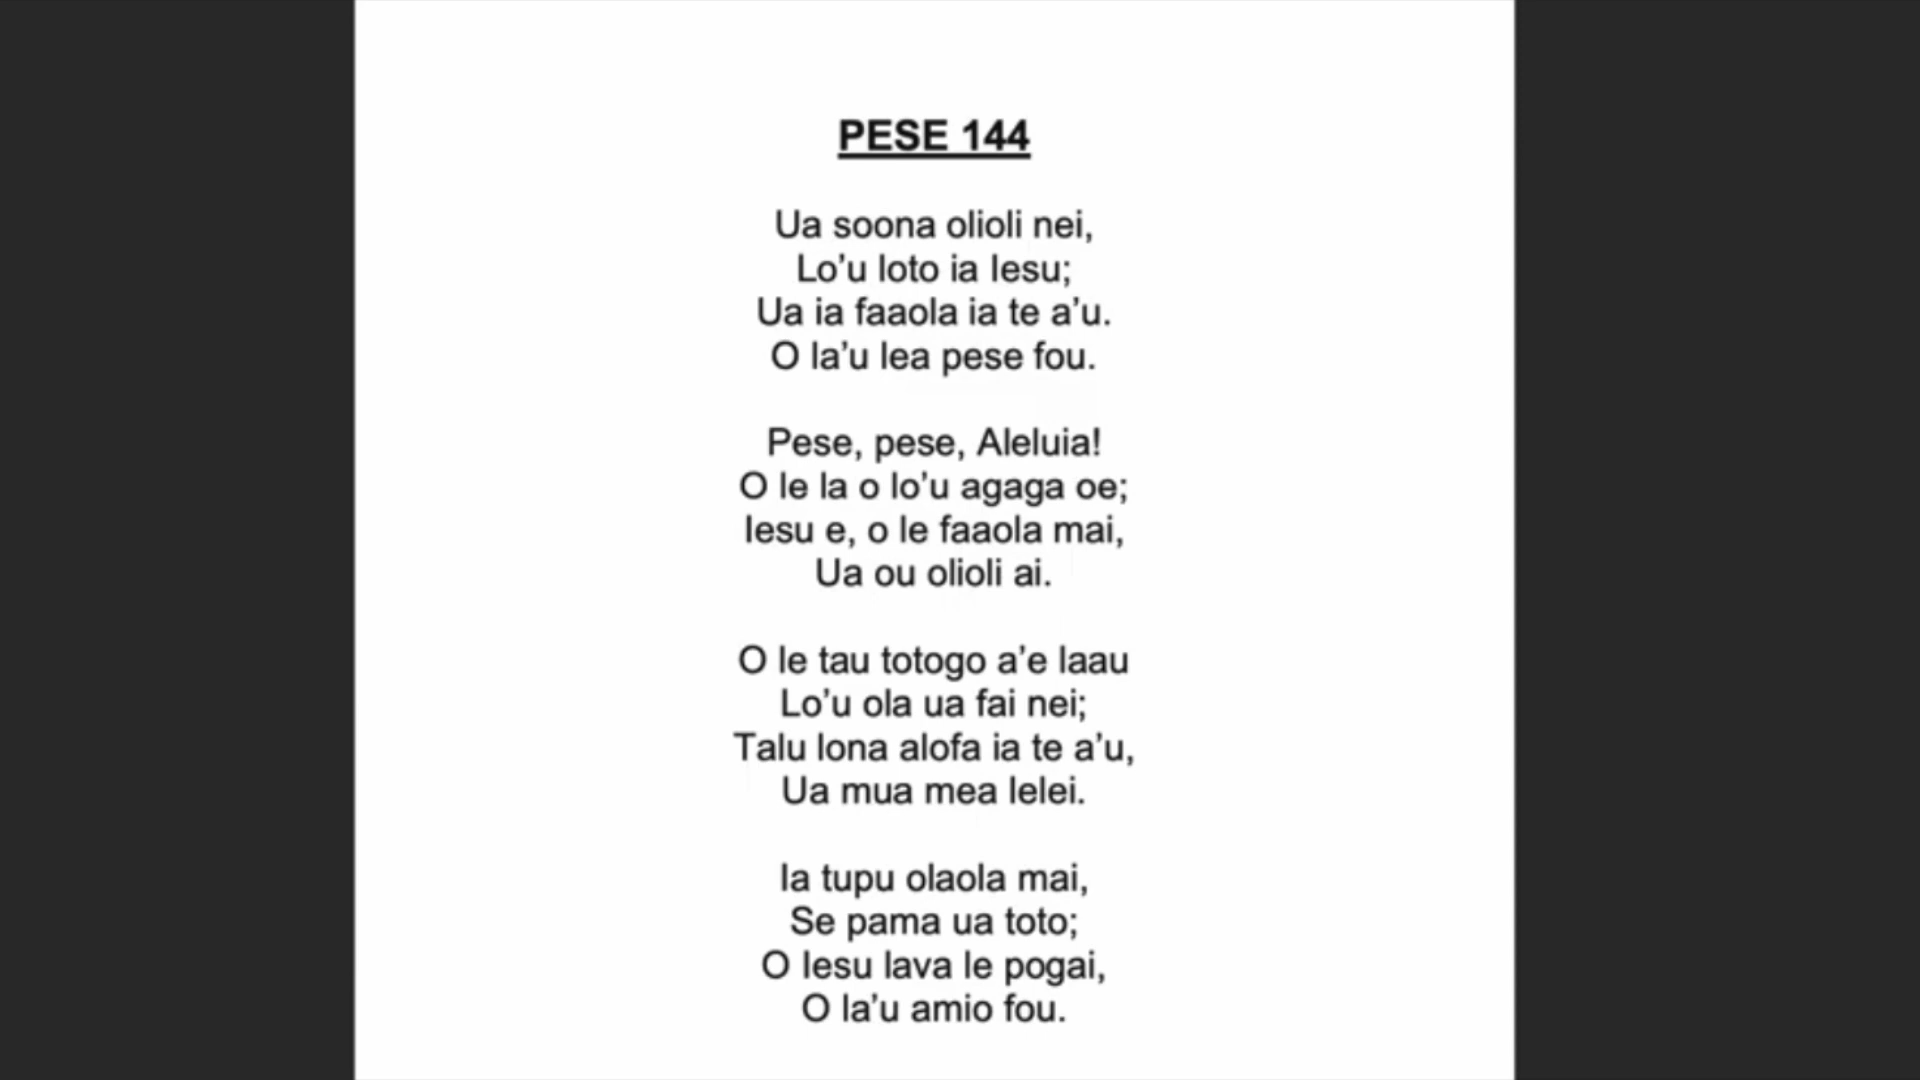 PESE 144
Ua soona olioli nei,
Lo’u loto ia Iesu;
Ua ia faaola ia te a’u.
O la’u lea pese fou.
Pese, pese, Aleluia!
O le la o lo’u agaga oe;
Iesu e, o le faaola mai,
Ua ou olioli ai.
O le tau totogo a’e laau
Lo’u ola ua fai nei;
Talu lona alofa ia te a’u,
Ua mua mea lelei.
Ia tupu olaola mai,
Se pama ua toto;
O Iesu lava le pogai,
O la’u amio fou.